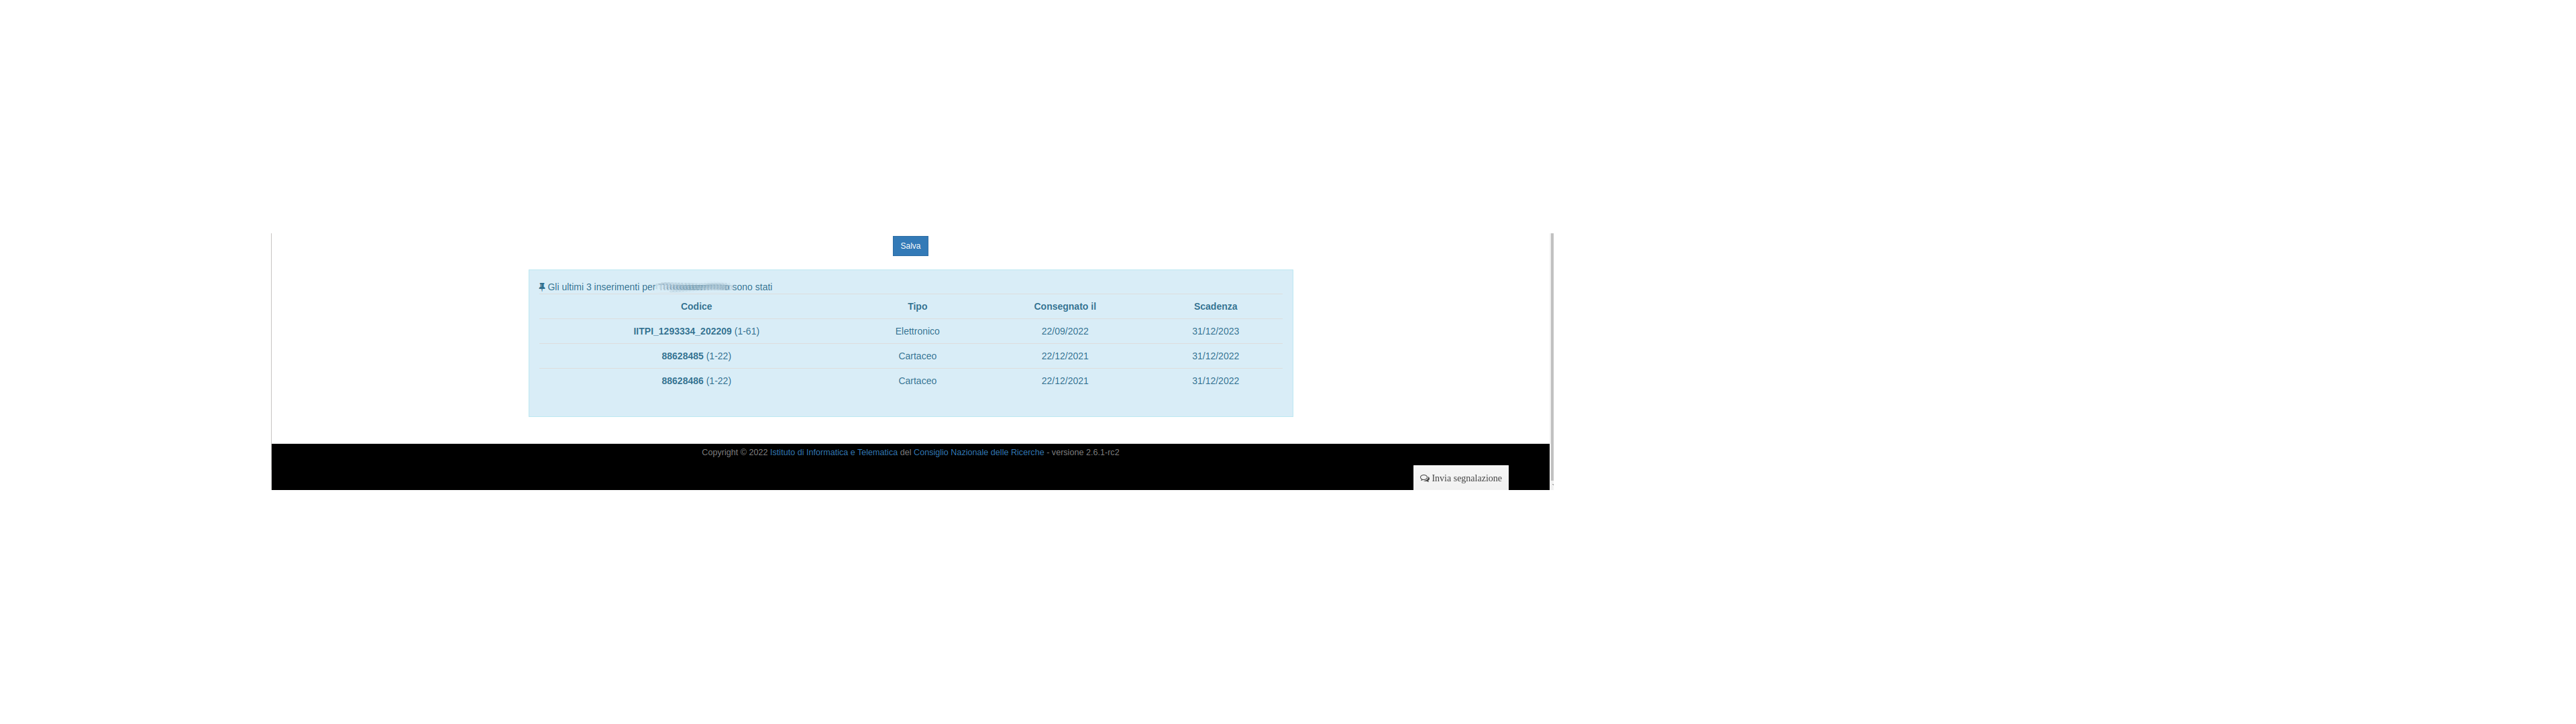 Salva
Gli ultimi 3 inserimenti per sono stati
Codice Tipo Consegnato il Scadenza
IITPI_1293334_202209 (1-61) Elettronico 22/09/2022 31/12/2023
88628485 (1-22) Cartaceo 22/12/2021 31/12/2022
88628486 (1-22) Cartaceo 22/12/2021 31/12/2022
Copyright © 2022 Istituto di Informatica e Telematica del Consiglio Nazionale delle Ricerche - versione 2.6.1-rc2
Invia segnalazione